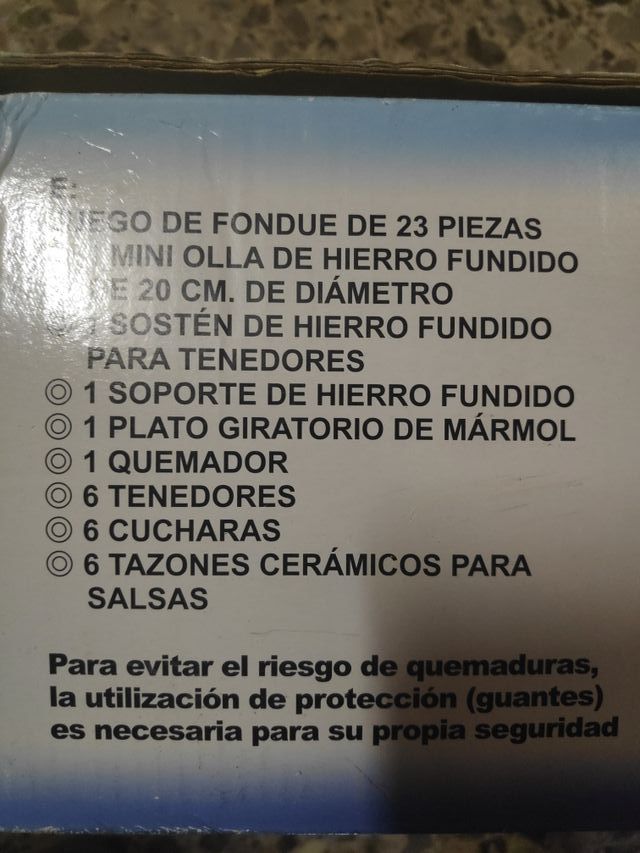 E:
JUEGO DE FONDUE DE 23 PIEZAS
MINI OLLA DE HIERRO FUNDIDO
DE 20 CM. DE DIÁMETRO
1 SOSTÉN DE HIERRO FUNDIDO
PARA TENEDORES
1 SOPORTE DE HIERRO FUNDIDO
1 PLATO GIRATORIO DE MÁRMOL
1 QUEMADOR
6 TENEDORES
6 CUCHARAS
6 TAZONES CERÁMICOS PARA
SALSAS
Para evitar el riesgo de quemaduras,
la utilización de protección (guantes)
es necesaria para su propia seguridad